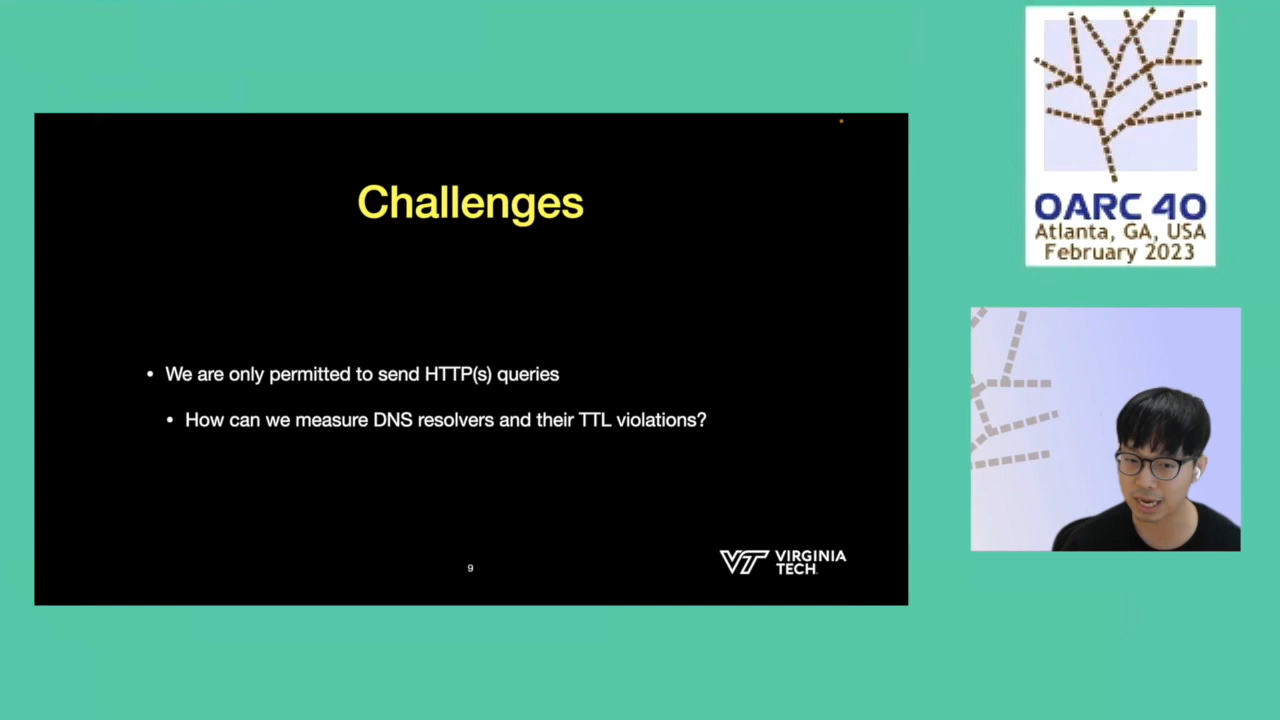 Challenges
• We are only permitted to send HTTP(s) queries
• How can we measure DNS resolvers and their TTL violations?
9
VT VIRGINIA TECH
OARC 40
Atlanta, GA, USA
February 2023